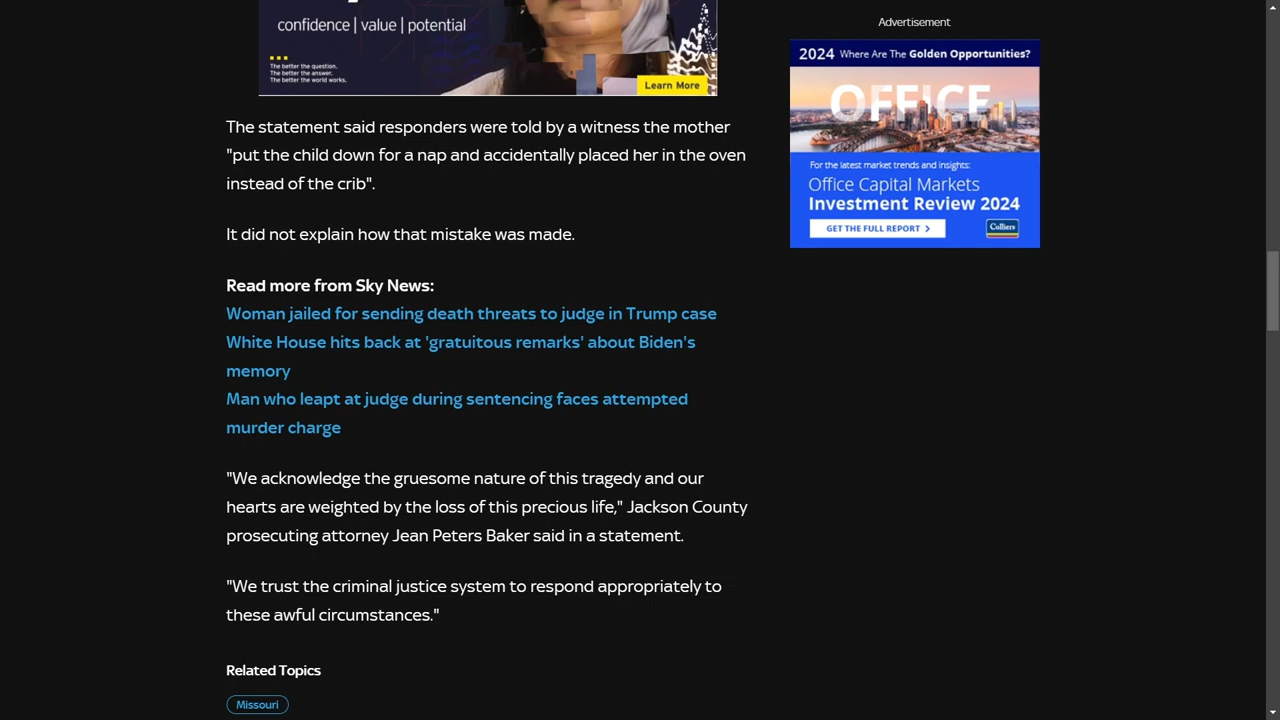 confidence | value | potential
The better the question.
The better the answer.
The better the world works.
Learn More
The statement said responders were told by a witness the mother
"put the child down for a nap and accidentally placed her in the oven
instead of the crib".
It did not explain how that mistake was made.
Read more from Sky News:
Woman jailed for sending death threats to judge in Trump case
White House hits back at 'gratuitous remarks' about Biden's
memory
Man who leapt at judge during sentencing faces attempted
murder charge
"We acknowledge the gruesome nature of this tragedy and our
hearts are weighted by the loss of this precious life," Jackson County
prosecuting attorney Jean Peters Baker said in a statement.
"We trust the criminal justice system to respond appropriately to
these awful circumstances."
Related Topics
Missouri
Advertisement
2024 Where Are The Golden Opportunities?
OFFICE
For the latest market trends and insights:
Office Capital Markets
Investment Review 2024
GET THE FULL REPORT >
Colliers